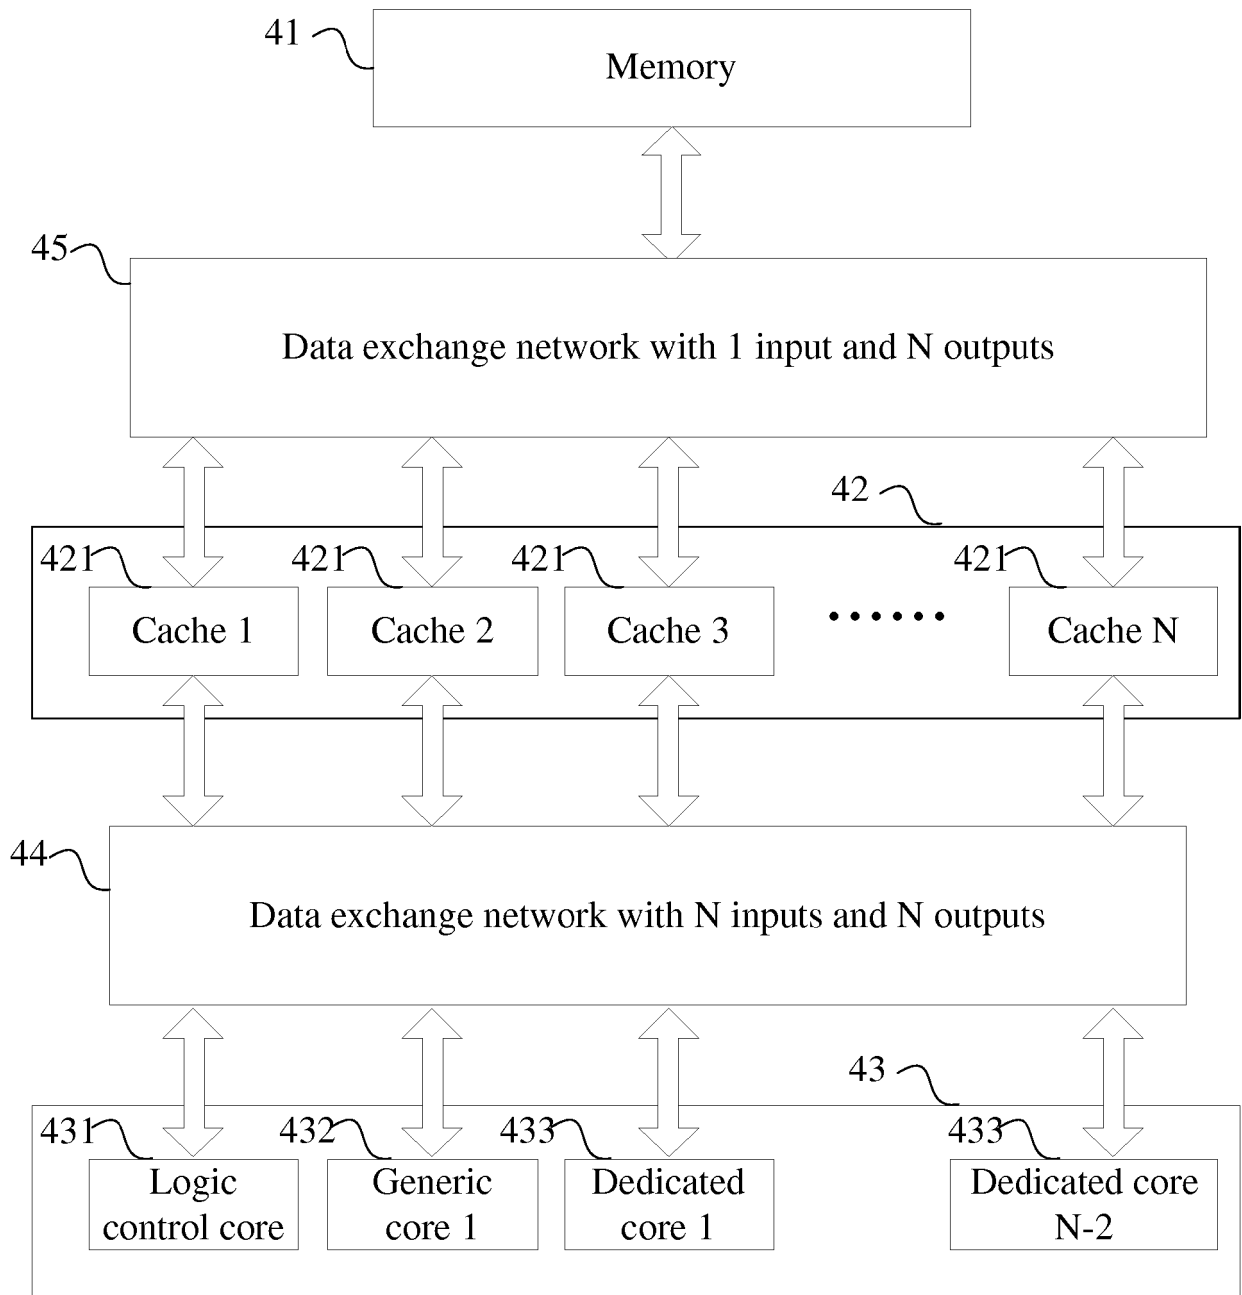 41
Memory
45
Data exchange network with 1 input and N outputs
42
421
421
421
421
Cache 1
Cache 2
Cache 3
......
Cache N
44
Data exchange network with N inputs and N outputs
43
431
432
433
433
Logic
control core
Generic
core 1
Dedicated
core 1
Dedicated core
N-2